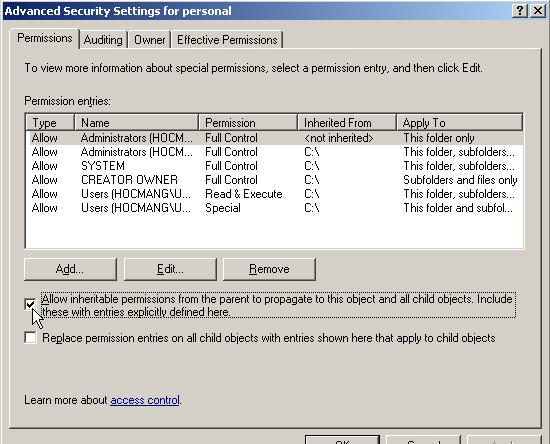 Advanced Security Settings for personal
Permissions Auditing Owner Effective Permissions
To view more information about special permissions, select a permission entry, and then click Edit.
Permission entries:
Type Name Permission Inherited From Apply To
Allow Administrators (HOCM... Full Control <not inherited> This folder only
Allow Administrators (HOCM... Full Control C:\ This folder, subfolders...
Allow SYSTEM Full Control C:\ This folder, subfolders...
Allow CREATOR OWNER Full Control C:\ Subfolders and files only
Allow Users (HOCMANG\U... Read & Execute C:\ This folder, subfolders...
Allow Users (HOCMANG\U... Special C:\ This folder and subfol...
Add... Edit... Remove
Allow inheritable permissions from the parent to propagate to this object and all child objects. Include
these with entries explicitly defined here.
Replace permission entries on all child objects with entries shown here that apply to child objects
Learn more about access control.